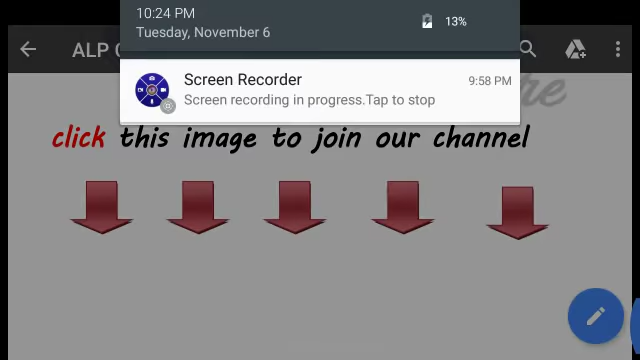 10:24 PM
13%
Tuesday, November 6
ALP
Screen Recorder
9:58 PM
Screen recording in progress.Tap to stop
click this image to join our channel